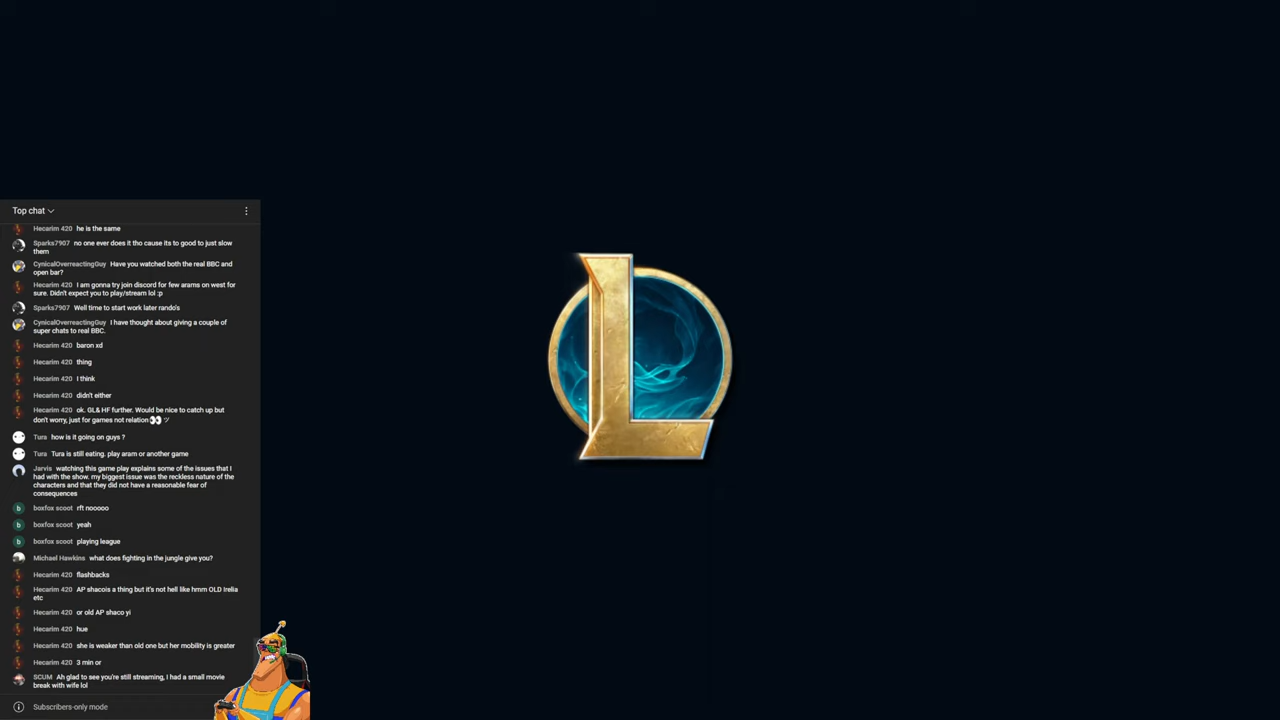 Top chat
Hecarim 420 he is the same
Sparks7907 no one ever does it tho cause its to good to just slow
them
CynicalOverreactingGuy Have you watched both the real BBC and
open bar?
Hecarim 420 I am gonna try join discord for few arams on west for
sure. Didn't expect you to play/stream lol :p
Sparks7907 Well time to start work later rando's
CynicalOverreactingGuy I have thought about giving a couple of
super chats to real BBC.
Hecarim 420 baron xd
Hecarim 420 thing
Hecarim 420 I think
Hecarim 420 didn't either
Hecarim 420 ok. GL& HF further. Would be nice to catch up but
don't worry, just for games not relation👀 ツ
Tura how is it going on guys ?
Tura Tura is still eating. play aram or another game
Jarvis watching this game play explains some of the issues that I
had with the show. my biggest issue was the reckless nature of the
characters and that they did not have a reasonable fear of
consequences
b boxfox scoot rft nooooo
b boxfox scoot yeah
b boxfox scoot playing league
Michael Hawkins what does fighting in the jungle give you?
Hecarim 420 flashbacks
Hecarim 420 AP shacois a thing but it's not hell like hmm OLD Irelia
etc
Hecarim 420 or old AP shaco yi
Hecarim 420 hue
Hecarim 420 she is weaker than old one but her mobility is greater
Hecarim 420 3 min or
SCUM Ah glad to see you're still streaming, I had a small movie
break with wife lol
Subscribers-only mode
L